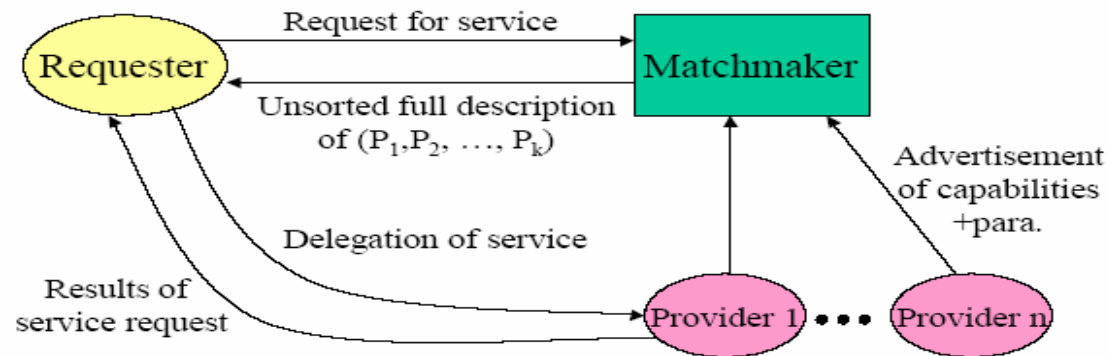 Request for service
Requester
Matchmaker
Unsorted full description
of (P₁,P₂, …, Pₖ)
Advertisement
of capabilities
+para.
Delegation of service
Results of
service request
Provider 1
Provider n